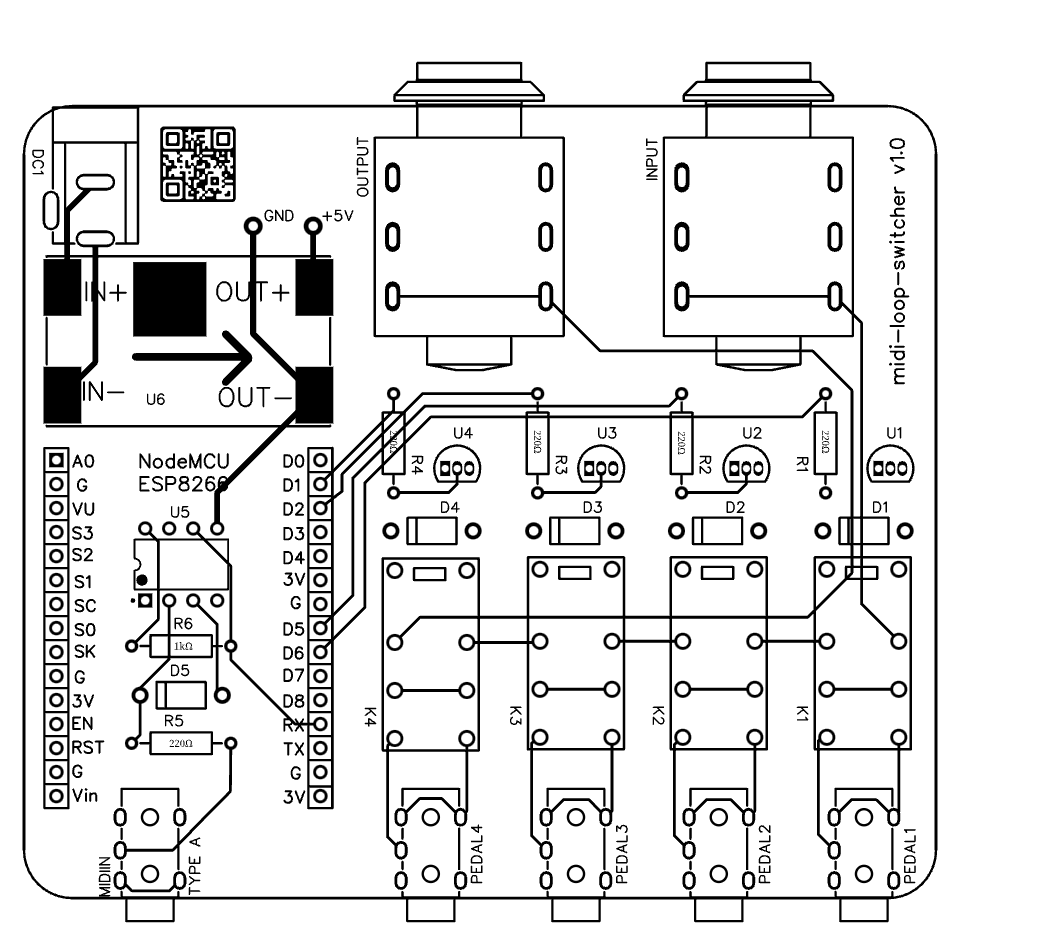 OUTPUT
INPUT
midi-loop-switcher v1.0
DC1
GND
+5V
IN+
OUT+
IN-
OUT-
U6
NodeMCU
ESP8266
A0
G
VU
S3
S2
S1
SC
S0
SK
G
3V
EN
RST
G
Vin
D0
D1
D2
D3
D4
3V
G
D5
D6
D7
D8
RX
TX
G
3V
U5
R6
1kΩ
D5
R5
220Ω
MIDIIN
TYPE A
R4
U4
D4
K4
PEDAL4
220Ω
R3
U3
D3
K3
PEDAL3
220Ω
R2
U2
D2
K2
PEDAL2
220Ω
R1
U1
D1
K1
PEDAL1